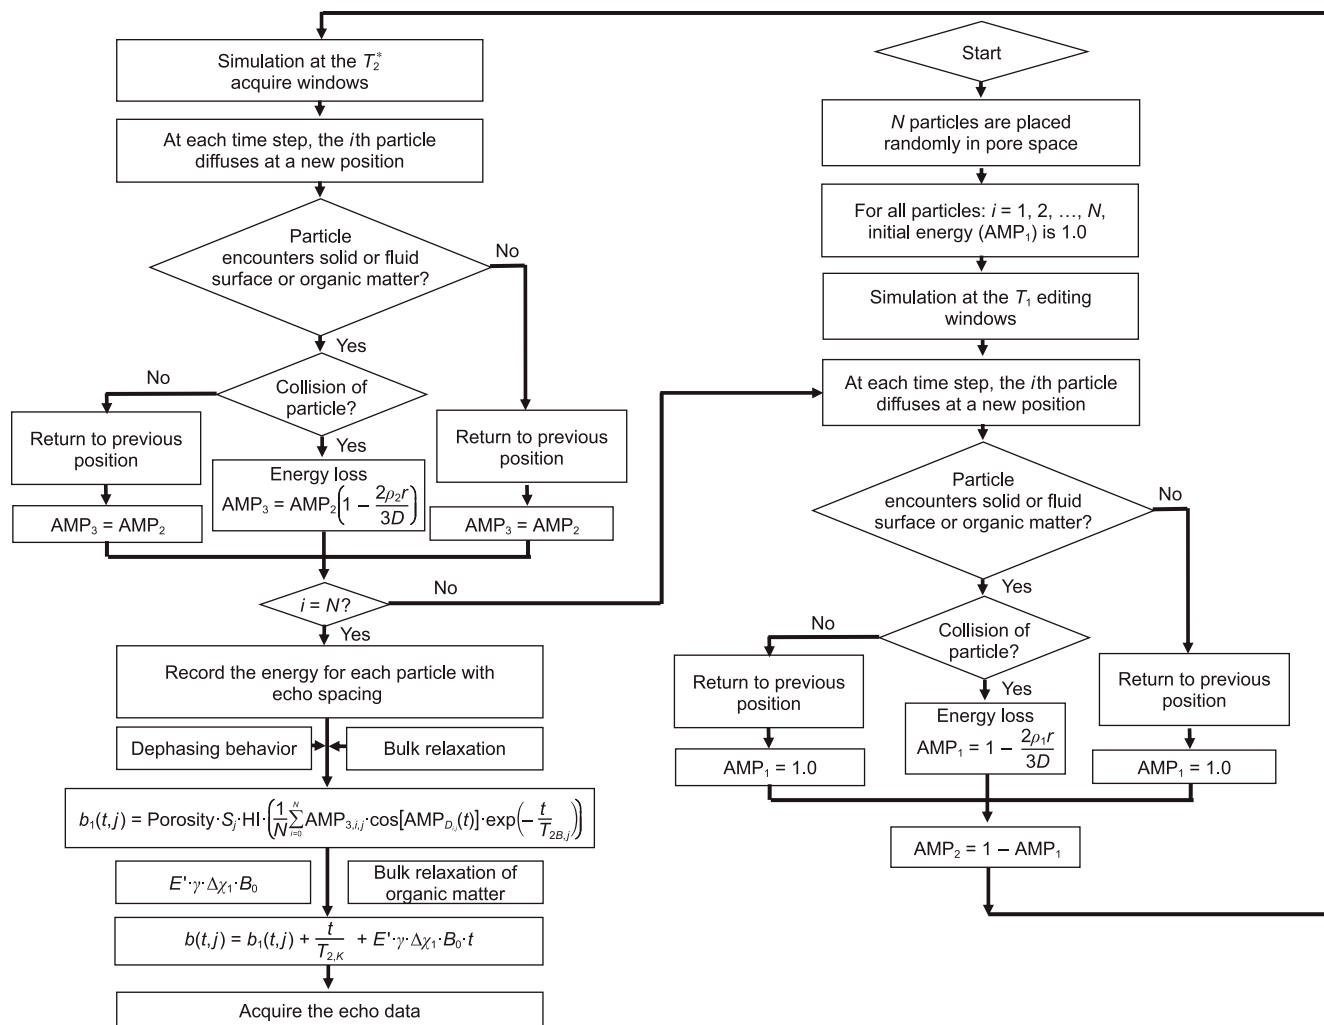 Start
N particles are placed
randomly in pore space
For all particles: i = 1, 2, …, N,
initial energy (AMP₁) is 1.0
Simulation at the T₁ editing
windows
At each time step, the ith particle
diffuses at a new position
Particle
encounters solid or fluid
surface or organic matter?
No
Yes
Collision of
particle?
No
Yes
Return to previous
position
AMP₁ = 1.0
Energy loss
AMP₁ = 1 − 2ρ₁r/3D
Return to previous
position
AMP₁ = 1.0
AMP₂ = 1 − AMP₁
Simulation at the T₂*
acquire windows
At each time step, the ith particle
diffuses at a new position
Particle
encounters solid or fluid
surface or organic matter?
No
Yes
Collision of
particle?
No
Yes
Return to previous
position
AMP₃ = AMP₂
Energy loss
AMP₃ = AMP₂(1 − 2ρ₂r/3D)
Return to previous
position
AMP₃ = AMP₂
i = N?
No
Yes
Record the energy for each particle with
echo spacing
Dephasing behavior
Bulk relaxation
b₁(t,j) = Porosity·Sⱼ·HI·(1/N ∑_{i=0}^{N} AMP_{3,i,j}·cos[AMP_{D,i,j}(t)]·exp(−t/T_{2B,j}))
E'·γ·Δχ₁·B₀
Bulk relaxation of
organic matter
b(t,j) = b₁(t,j) + t/T_{2,K} + E'·γ·Δχ₁·B₀·t
Acquire the echo data